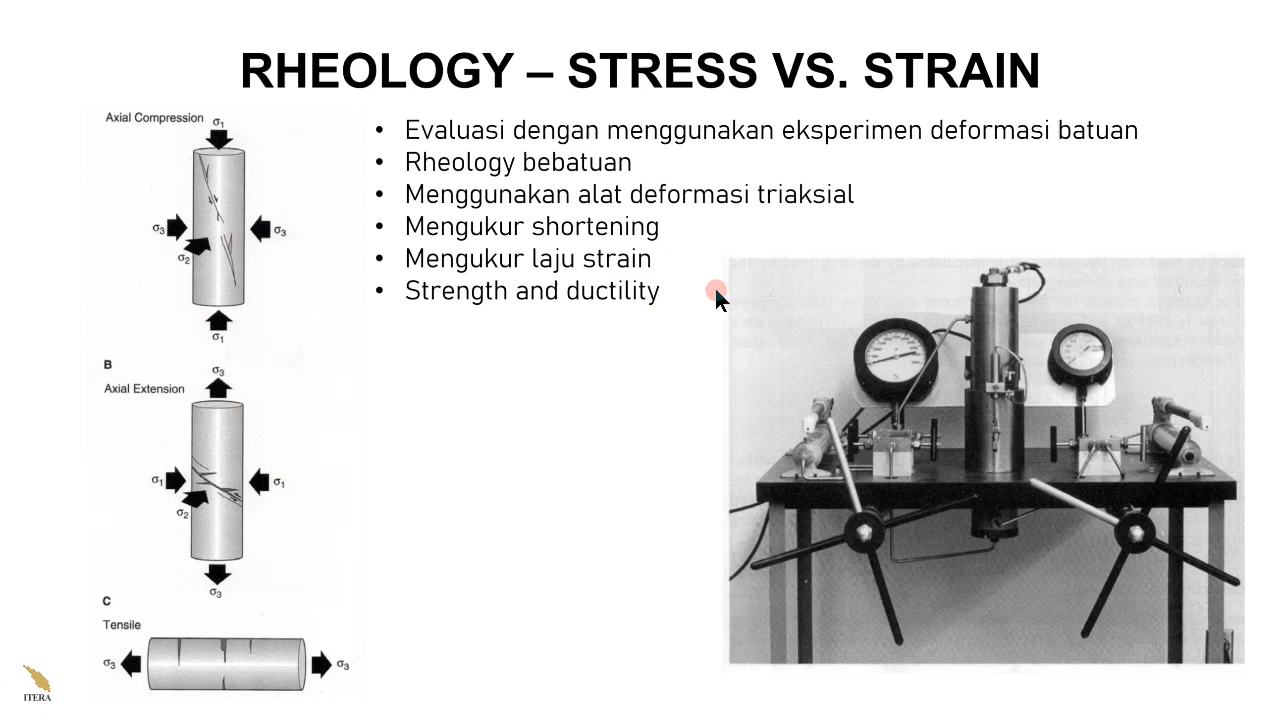 RHEOLOGY – STRESS VS. STRAIN
Axial Compression
σ1
σ3
σ3
σ2
σ1
• Evaluasi dengan menggunakan eksperimen deformasi batuan
• Rheology bebatuan
• Menggunakan alat deformasi triaksial
• Mengukur shortening
• Mengukur laju strain
• Strength and ductility
B
σ3
Axial Extension
σ1
σ1
σ2
σ3
C
Tensile
σ3
σ3
ITERA